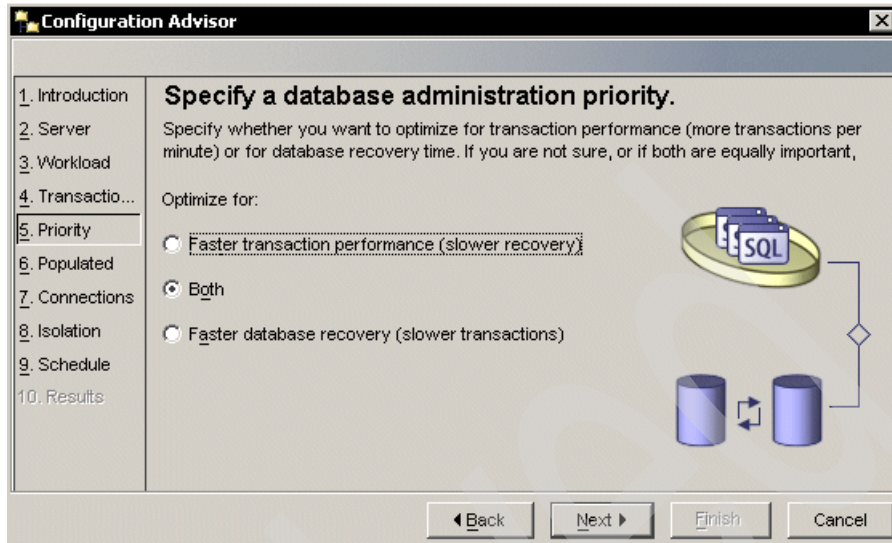 Configuration Advisor
1. Introduction
2. Server
3. Workload
4. Transactio...
5. Priority
6. Populated
7. Connections
8. Isolation
9. Schedule
10. Results
Specify a database administration priority.
Specify whether you want to optimize for transaction performance (more transactions per
minute) or for database recovery time. If you are not sure, or if both are equally important,
Optimize for:
Faster transaction performance (slower recovery)
Both
Faster database recovery (slower transactions)
SQL
Back
Next
Finish
Cancel